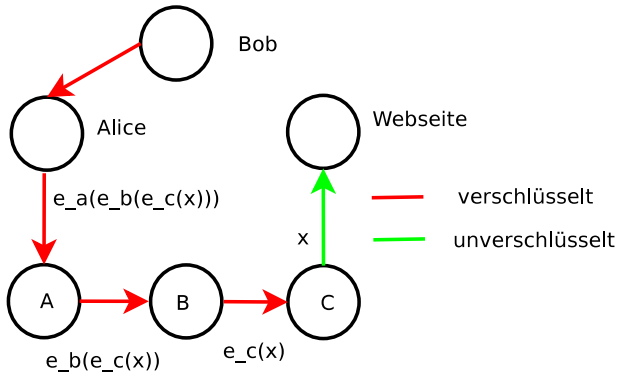 Bob
Alice
Webseite
e_a(e_b(e_c(x)))
verschlüsselt
x
unverschlüsselt
A
B
C
e_b(e_c(x))
e_c(x)